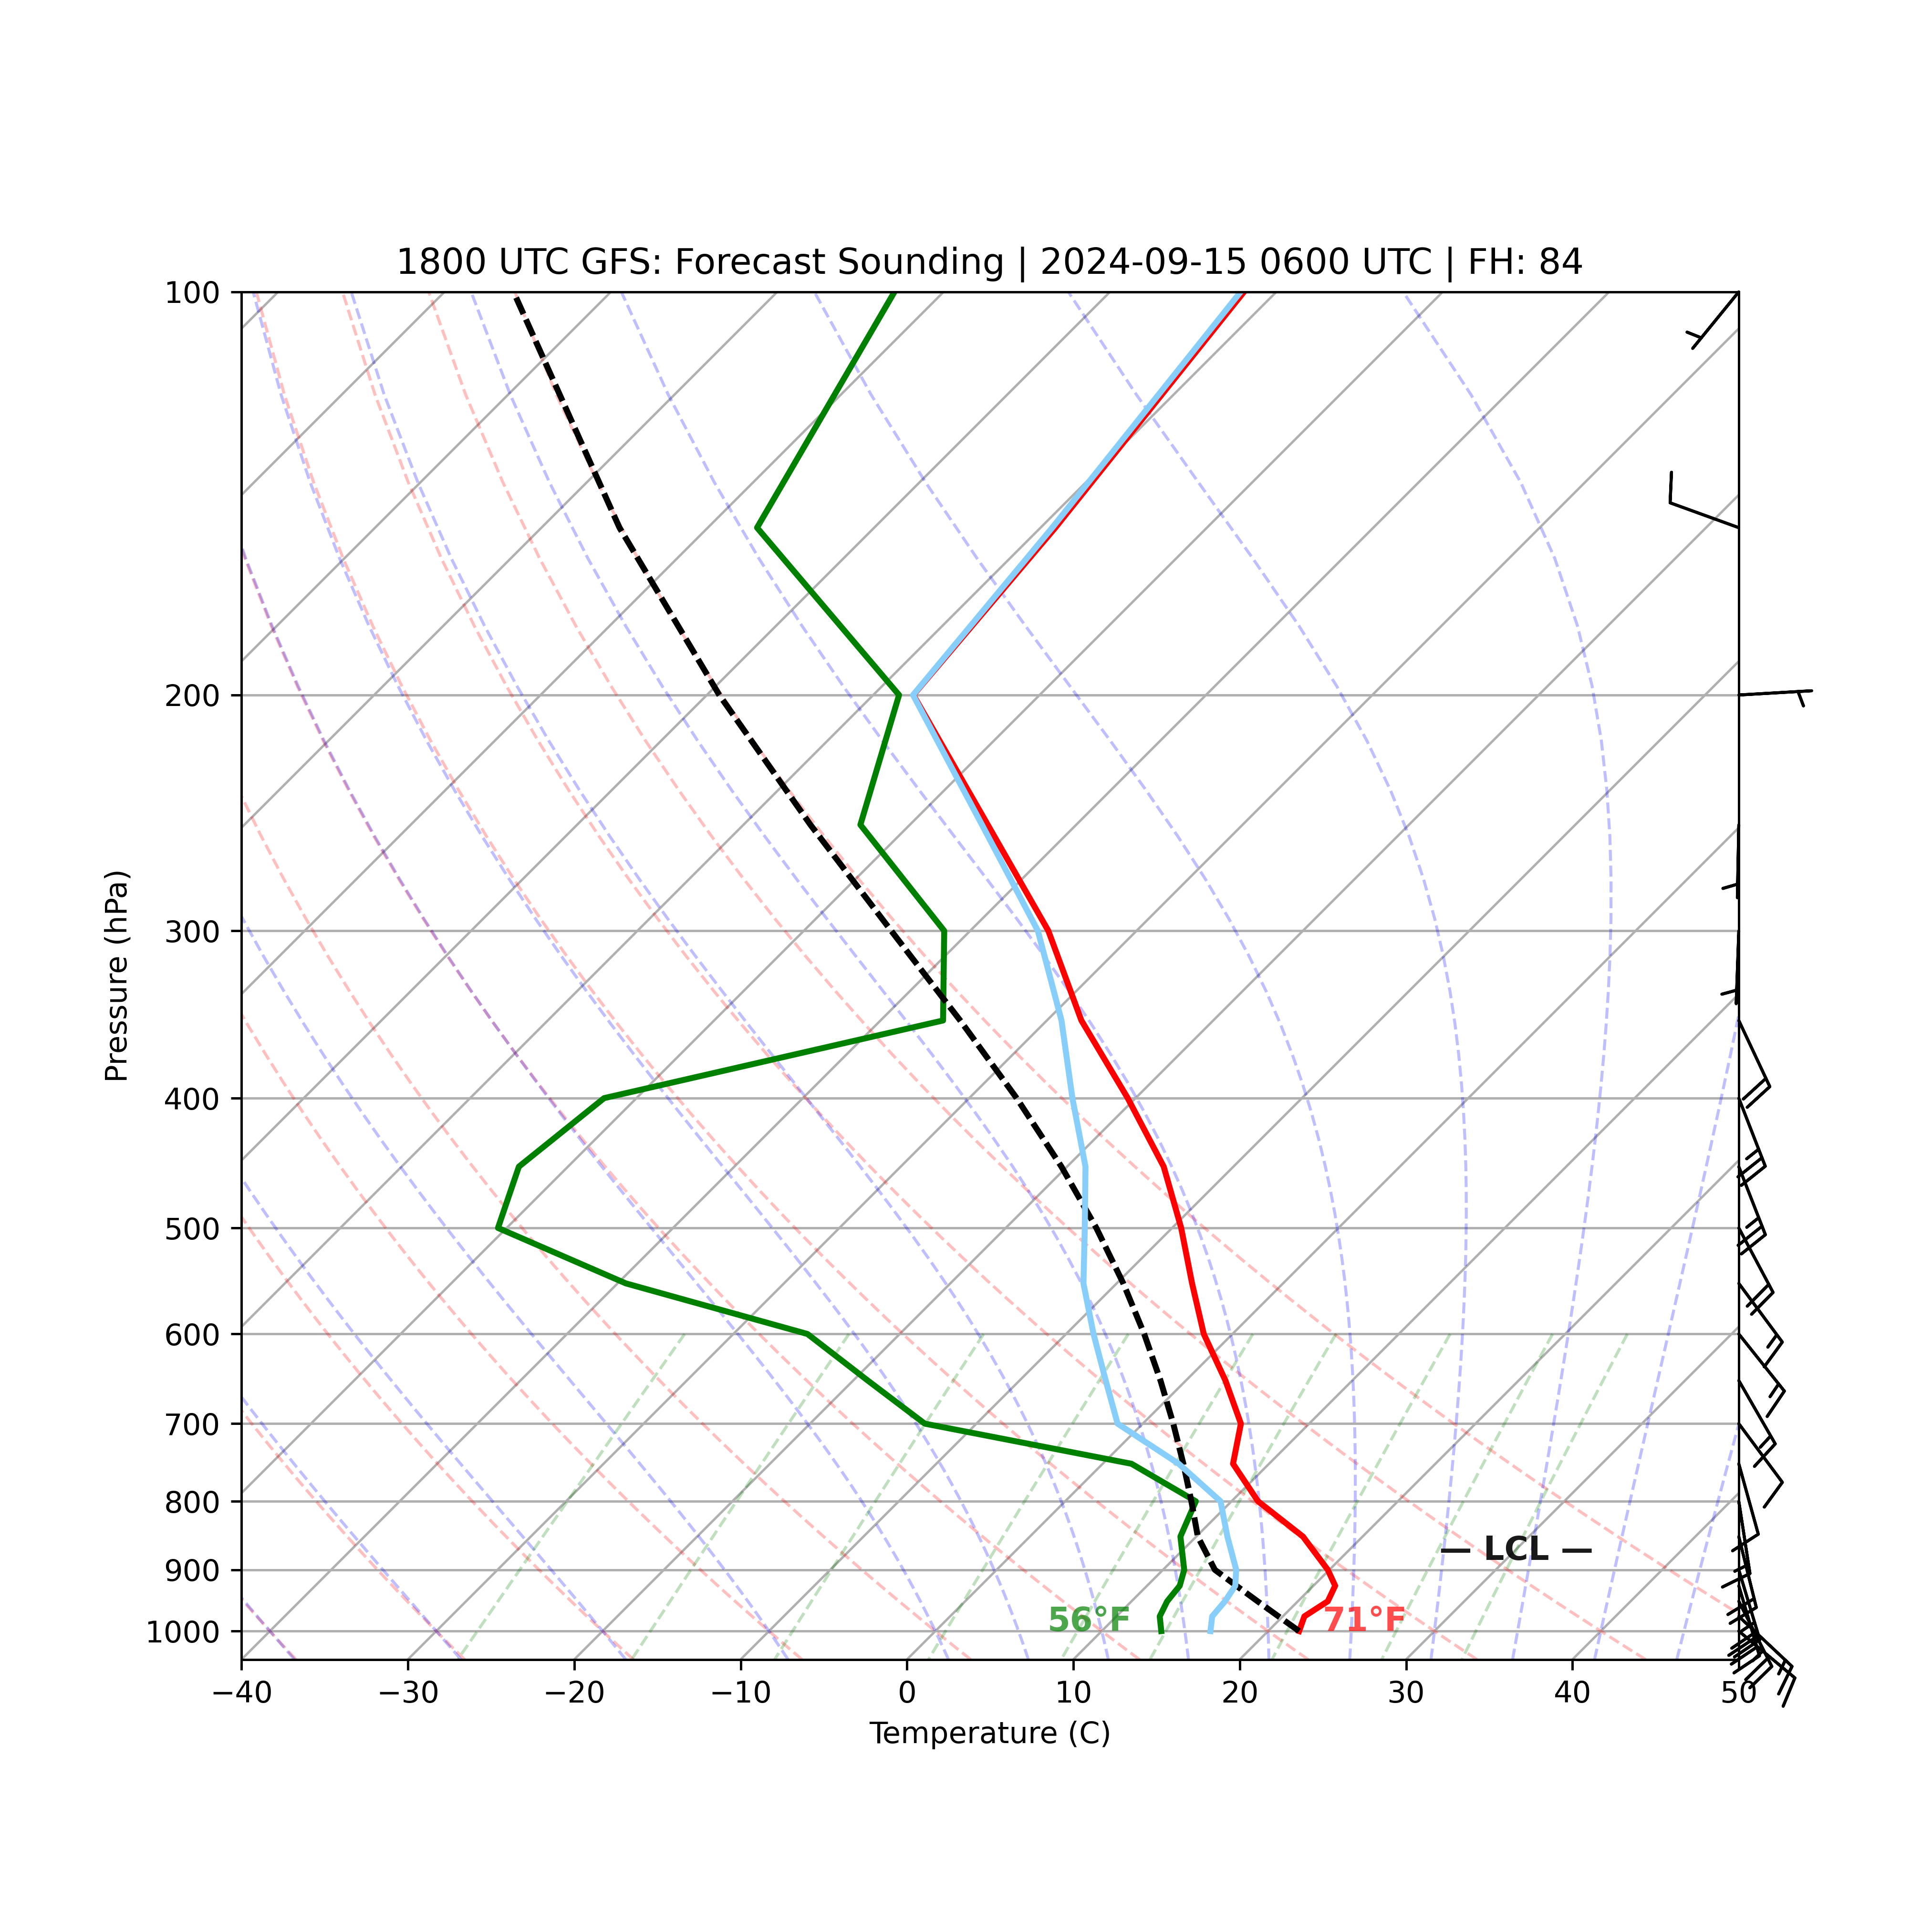 1800 UTC GFS: Forecast Sounding | 2024-09-15 0600 UTC | FH: 84
100
200
300
400
500
600
700
800
900
1000
Pressure (hPa)
— LCL —
56°F
71°F
−40 −30 −20 −10 0 10 20 30 40 50
Temperature (C)